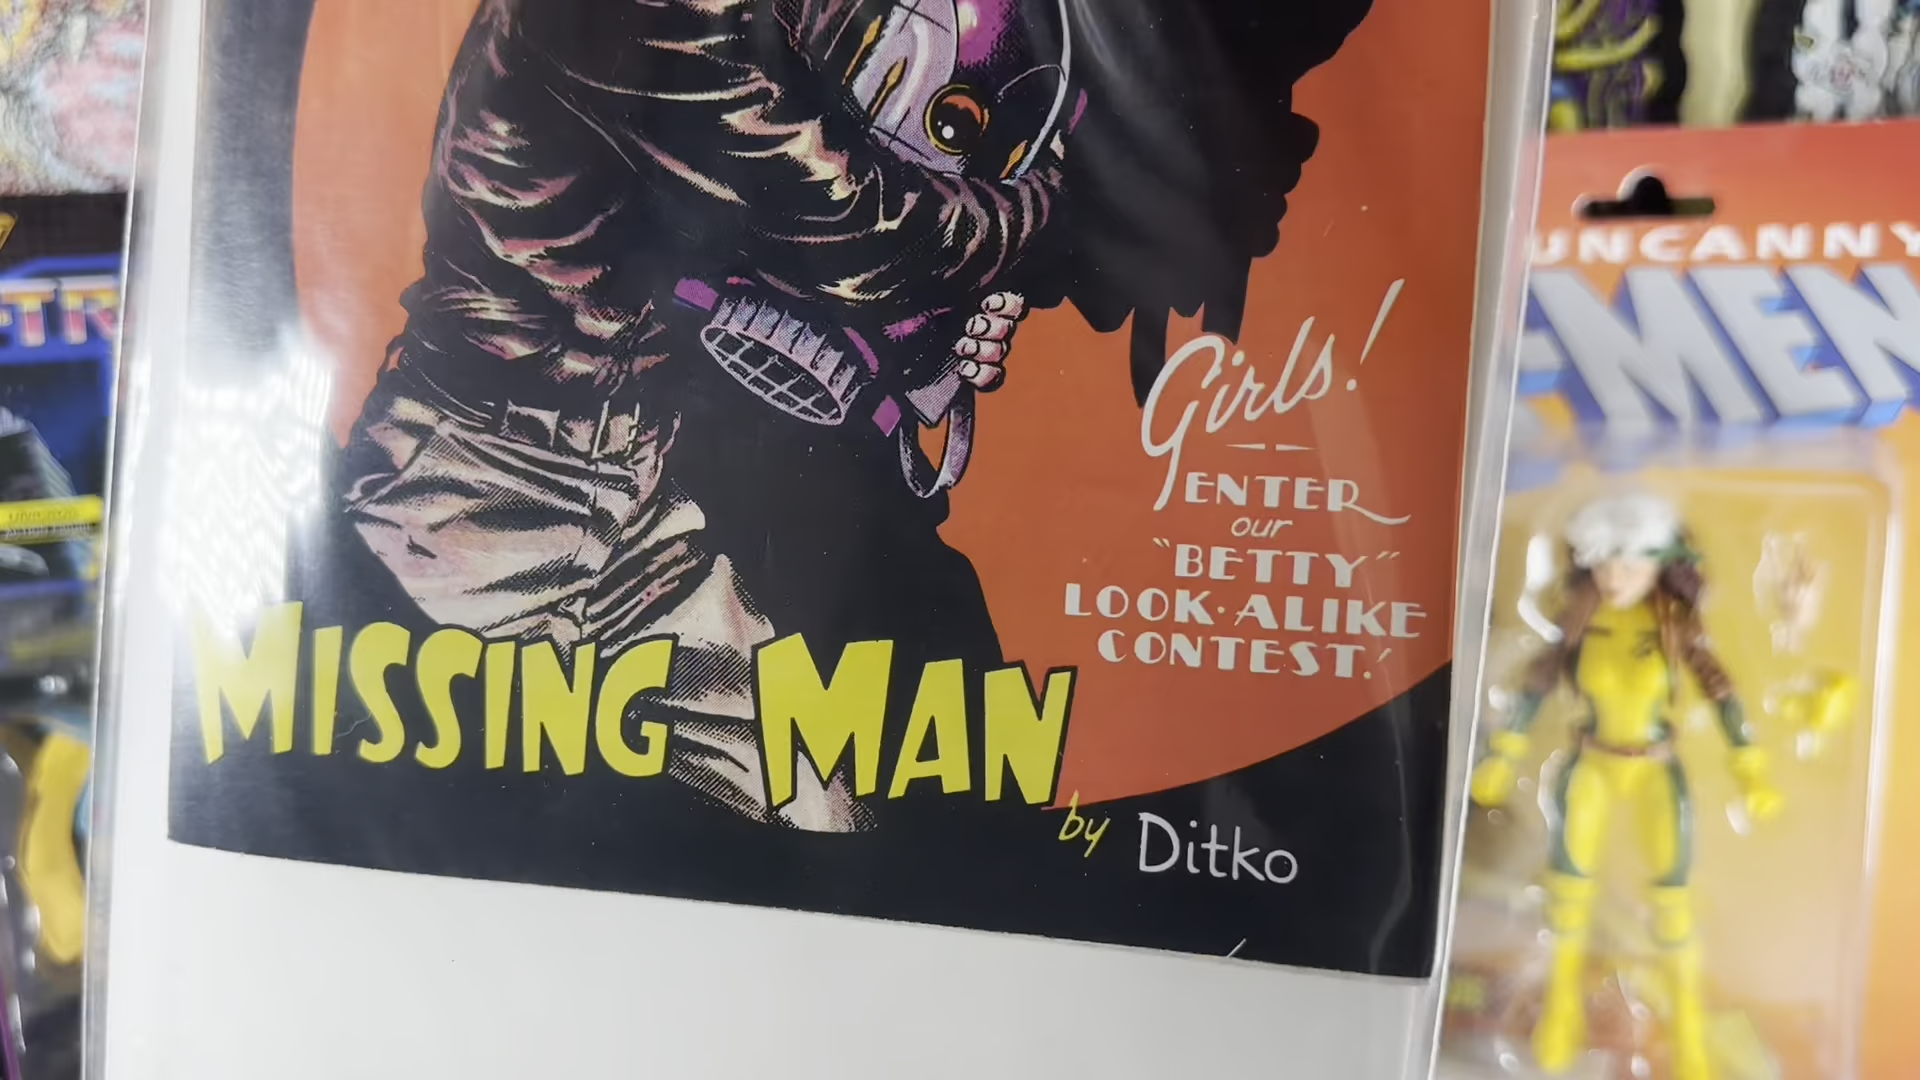 Girls!
ENTER
our
"BETTY"
LOOK·ALIKE
CONTEST!
MISSING MAN
by Ditko
UNCANNY
X-MEN